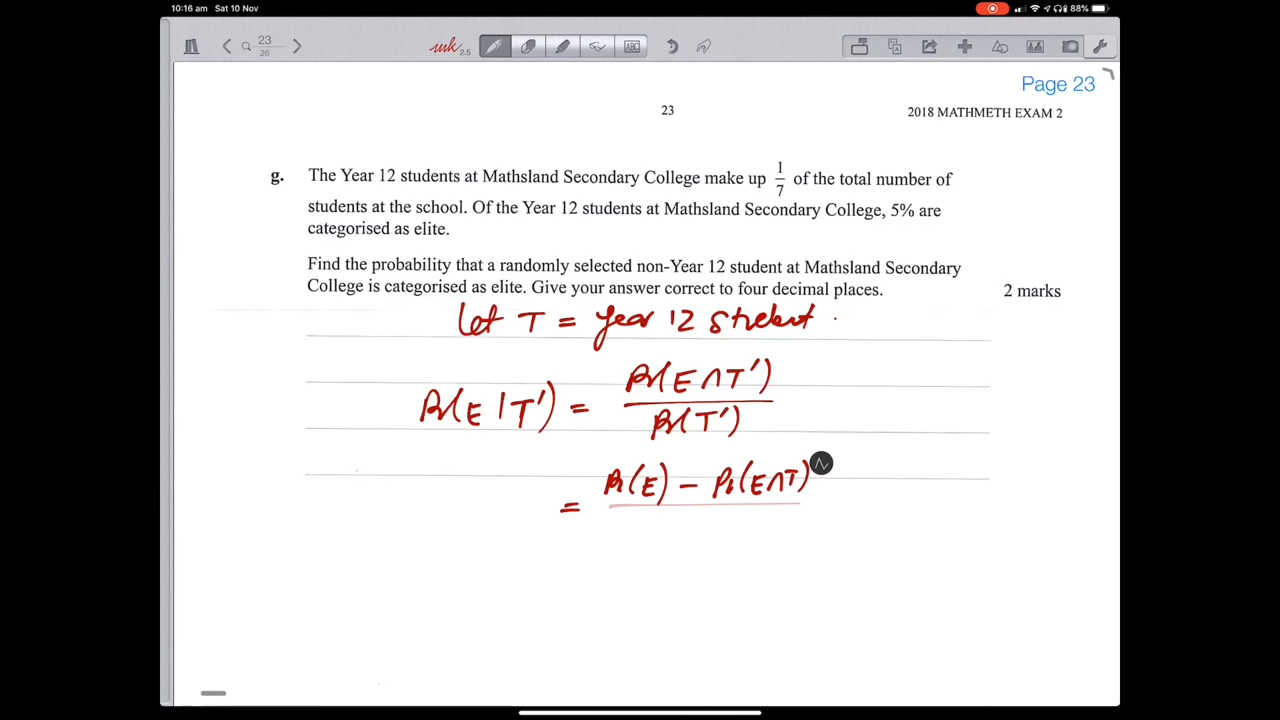 10:16 am Sat 10 Nov
88%
23
26
2.5
ABC
Page 23
23
2018 MATHMETH EXAM 2
g. The Year 12 students at Mathsland Secondary College make up 1/7 of the total number of
students at the school. Of the Year 12 students at Mathsland Secondary College, 5% are
categorised as elite.
Find the probability that a randomly selected non-Year 12 student at Mathsland Secondary
College is categorised as elite. Give your answer correct to four decimal places.
2 marks
Let T = year 12 student.
Pr(E | T') = Pr(E ∩ T') / Pr(T')
= Pr(E) − Pr(E∩T)